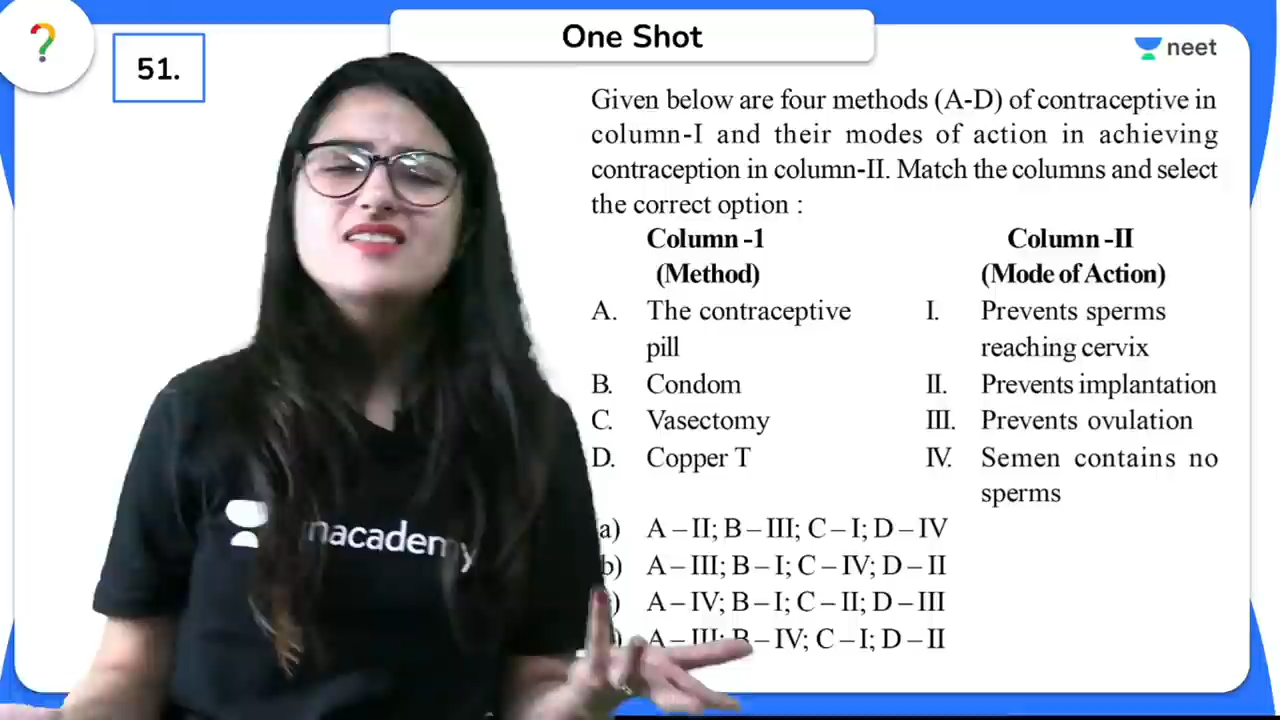 ?
51.
One Shot
neet
Given below are four methods (A-D) of contraceptive in
column-I and their modes of action in achieving
contraception in column-II. Match the columns and select
the correct option :
Column -1 Column -II
(Method) (Mode of Action)
A. The contraceptive I. Prevents sperms
pill reaching cervix
B. Condom II. Prevents implantation
C. Vasectomy III. Prevents ovulation
D. Copper T IV. Semen contains no
sperms
a) A – II; B – III; C – I; D – IV
b) A – III; B – I; C – IV; D – II
) A – IV; B – I; C – II; D – III
) A – III; B – IV; C – I; D – II
nacademy